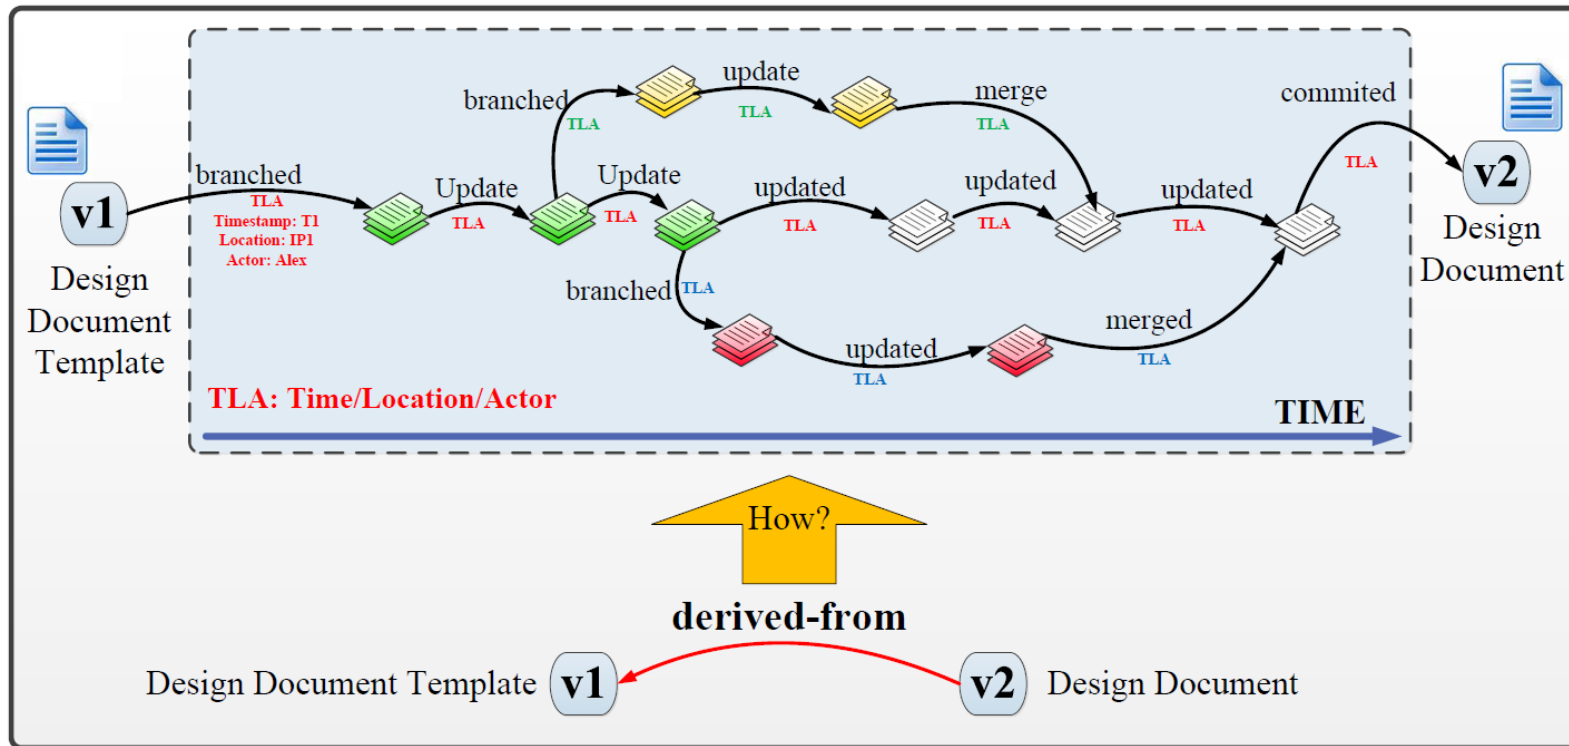 update
merge
commited
branched
TLA
TLA
TLA
branched
Update
Update
updated
updated
updated
TLA
v1
TLA
Timestamp: T1
Location: IP1
Actor: Alex
TLA
TLA
TLA
TLA
TLA
v2
Design
Document
Template
Design
Document
branched
TLA
updated
TLA
merged
TLA
TLA: Time/Location/Actor
TIME
How?
derived-from
Design Document Template
v1
v2
Design Document